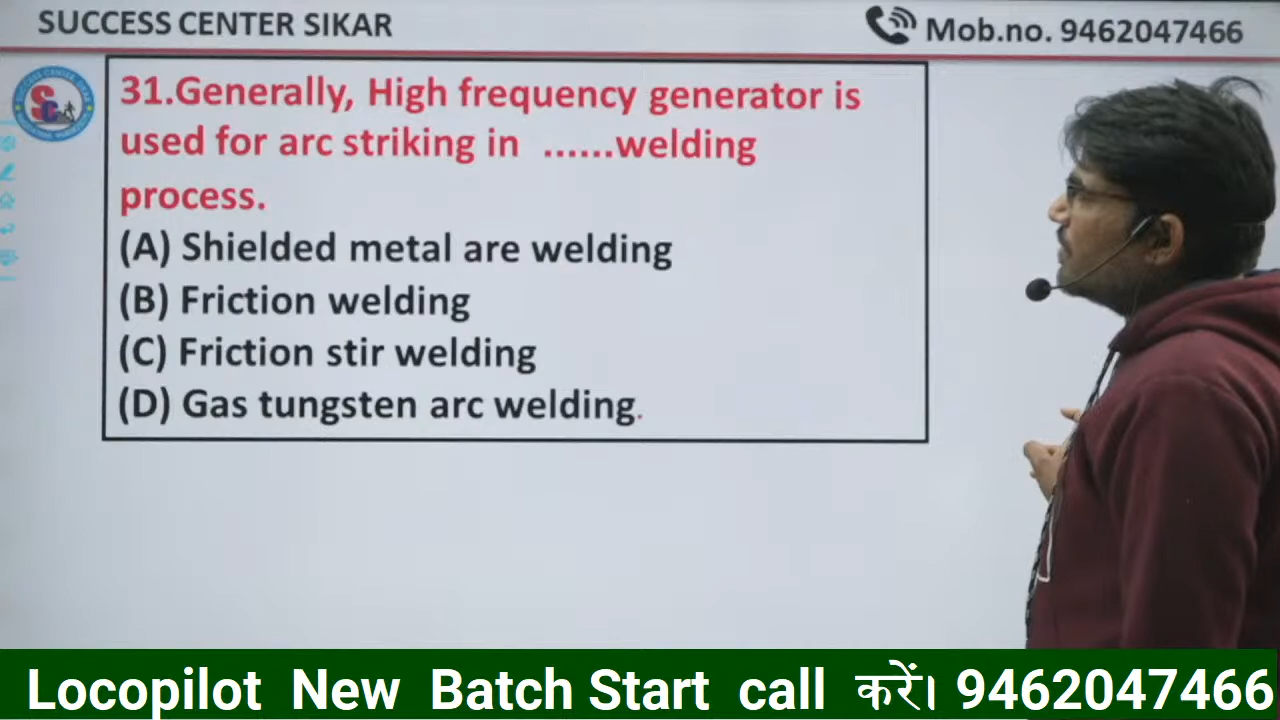 SUCCESS CENTER SIKAR
Mob.no. 9462047466
31.Generally, High frequency generator is
used for arc striking in ......welding
process.
(A) Shielded metal are welding
(B) Friction welding
(C) Friction stir welding
(D) Gas tungsten arc welding.
Locopilot New Batch Start call करें। 9462047466